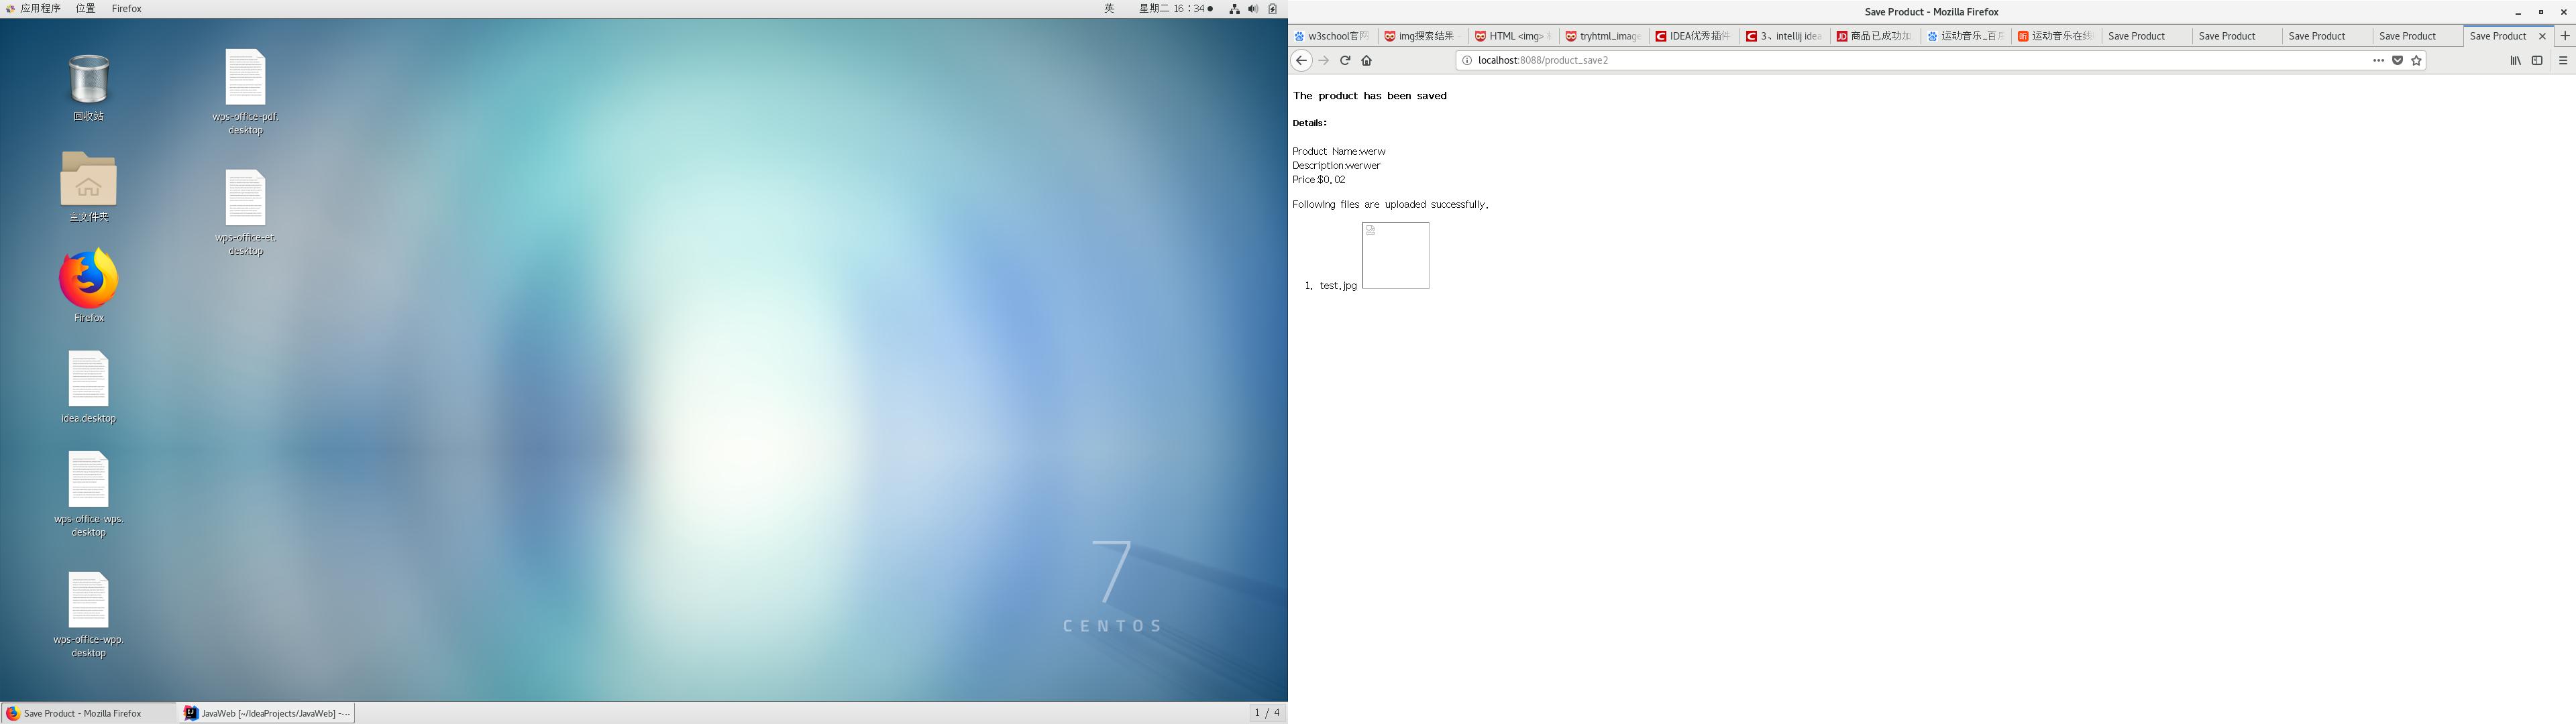 应用程序 位置 Firefox
英 星期二 16：34
回收站
主文件夹
Firefox
idea.desktop
wps-office-wps.
desktop
wps-office-wpp.
desktop
wps-office-pdf.
desktop
wps-office-et.
desktop
7
CENTOS
Save Product - Mozilla Firefox
JavaWeb [~/IdeaProjects/JavaWeb] -…
1 / 4
Save Product - Mozilla Firefox
w3school官网
img搜索结果
HTML <img>
tryhtml_image
IDEA优秀插件
3、intellij idea
商品已成功加
运动音乐_百度
运动音乐在线
Save Product
Save Product
Save Product
Save Product
Save Product
localhost:8088/product_save2
The product has been saved
Details:
Product Name:werw
Description:werwer
Price:$0.02
Following files are uploaded successfully.
1. test.jpg